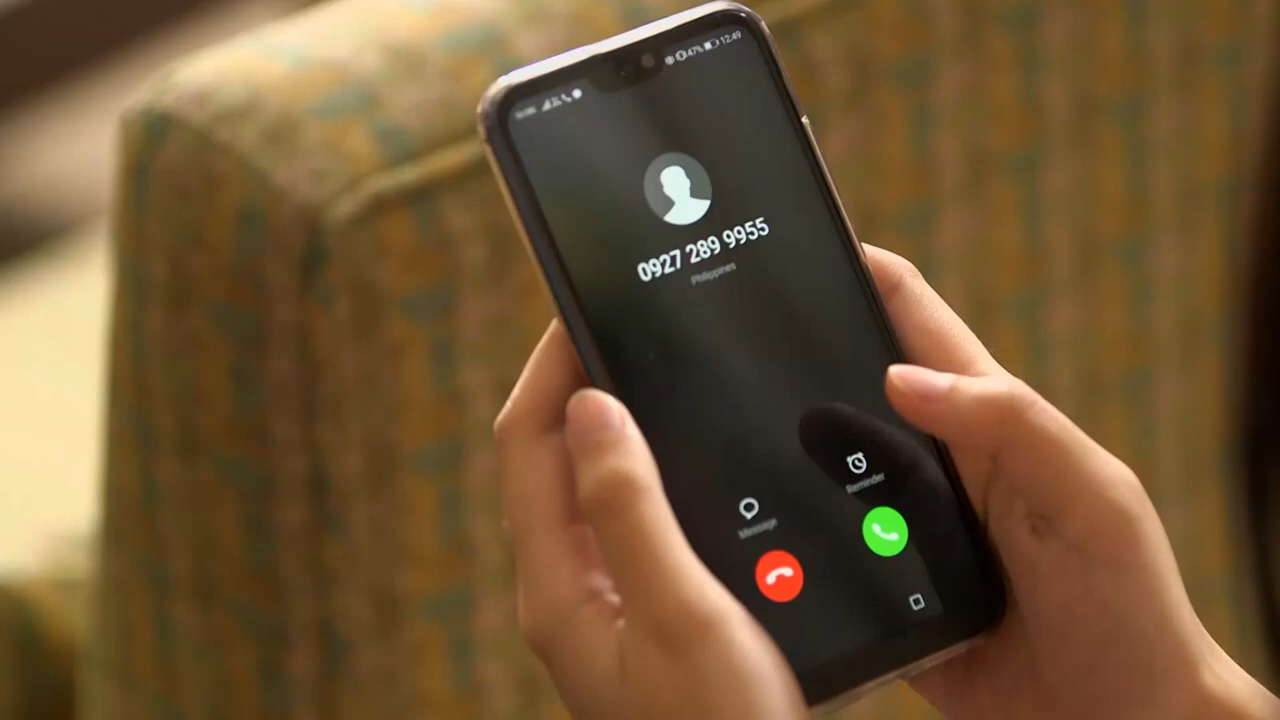 47% 12:49
0927 289 9955
Philippines
Reminder
Message